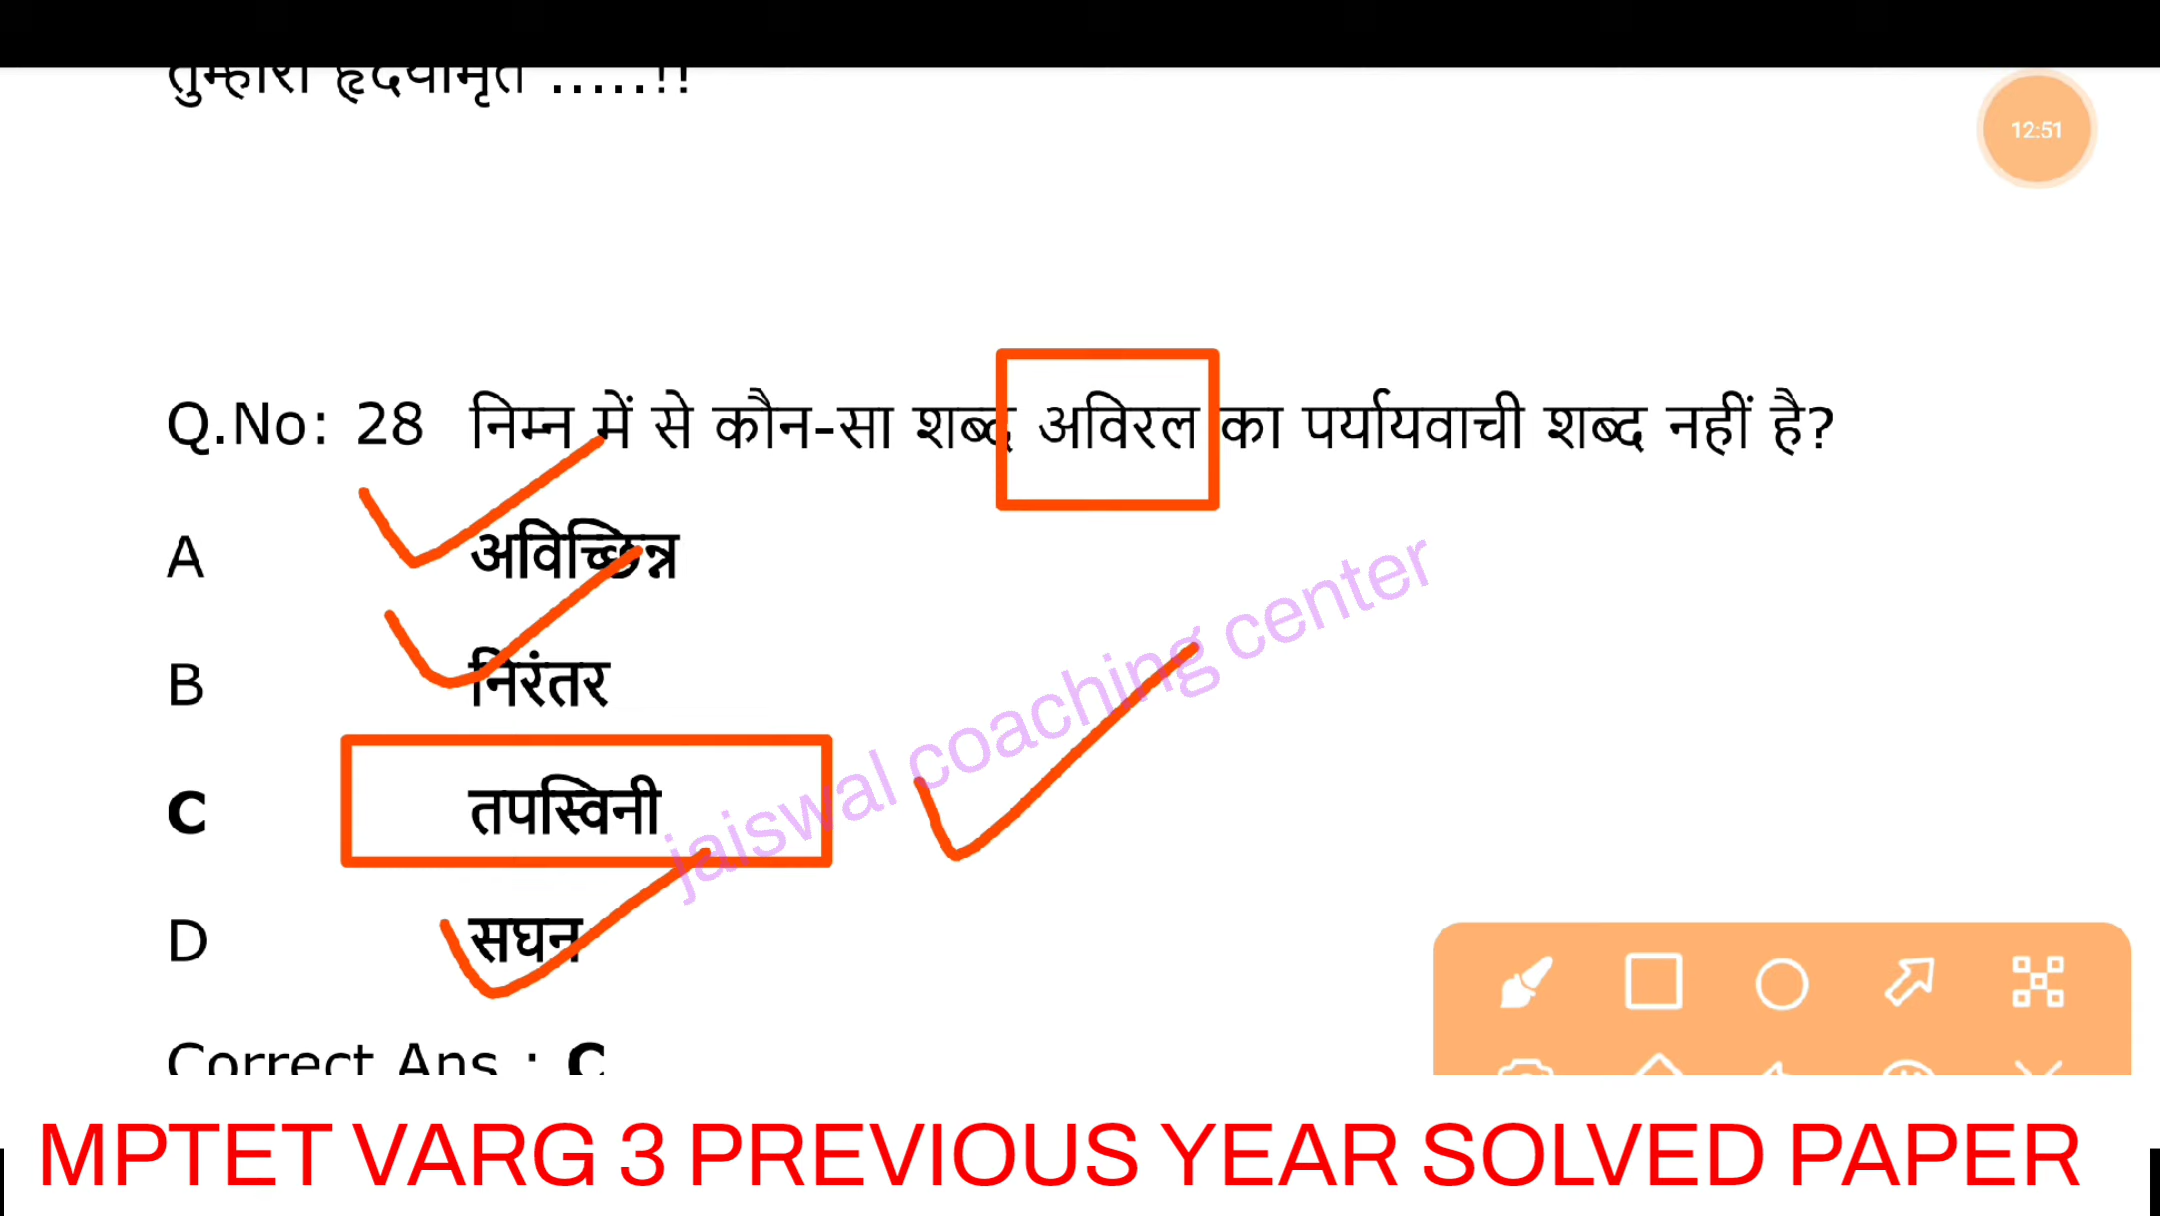 तुम्हारा हृदयामृत .....!!
12:51
Q.No: 28 निम्न में से कौन-सा शब्द अविरल का पर्यायवाची शब्द नहीं है?
A अविच्छिन्न
B निरंतर
C तपस्विनी
D सघन
jaiswal coaching center
Correct Ans : C
MPTET VARG 3 PREVIOUS YEAR SOLVED PAPER